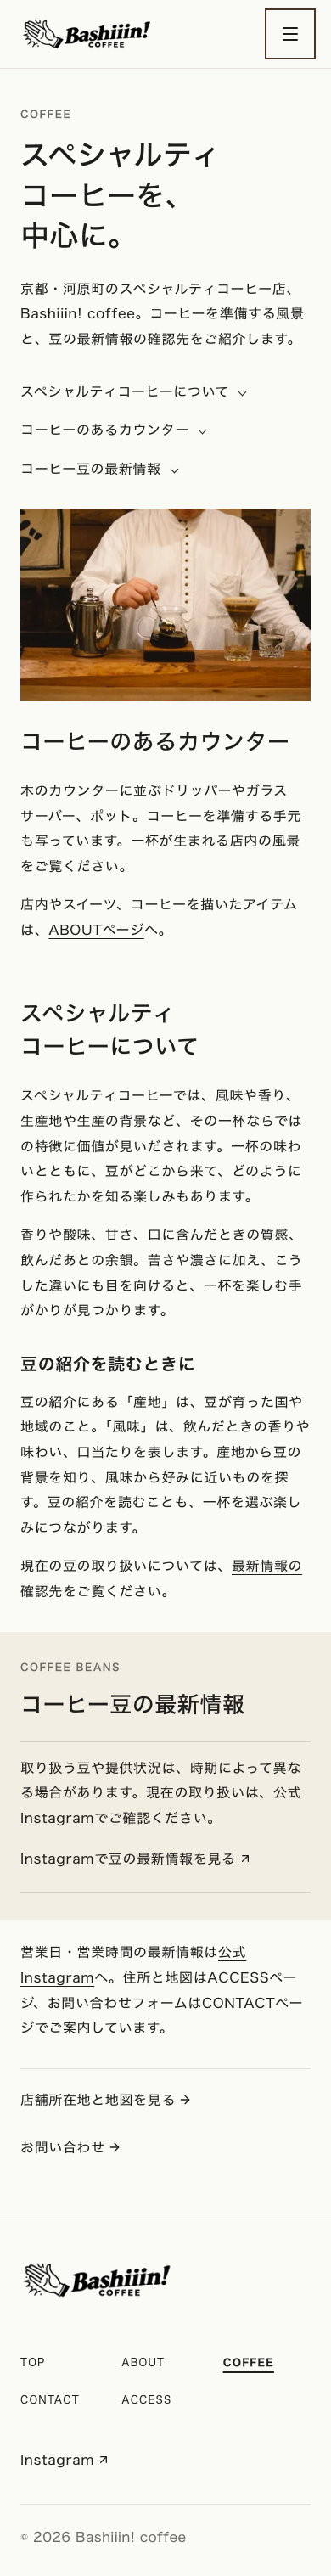 Bashiiin!
COFFEE
COFFEE
スペシャルティ
コーヒーを、
中心に。
京都・河原町のスペシャルティコーヒー店、
Bashiiin! coffee。コーヒーを準備する風景
と、豆の最新情報の確認先をご紹介します。
スペシャルティコーヒーについて
コーヒーのあるカウンター
コーヒー豆の最新情報
コーヒーのあるカウンター
木のカウンターに並ぶドリッパーやガラス
サーバー、ポット。コーヒーを準備する手元
も写っています。一杯が生まれる店内の風景
をご覧ください。
店内やスイーツ、コーヒーを描いたアイテム
は、ABOUTページへ。
スペシャルティ
コーヒーについて
スペシャルティコーヒーでは、風味や香り、
生産地や生産の背景など、その一杯ならでは
の特徴に価値が見いだされます。一杯の味わ
いとともに、豆がどこから来て、どのように
作られたかを知る楽しみもあります。
香りや酸味、甘さ、口に含んだときの質感、
飲んだあとの余韻。苦さや濃さに加え、こう
した違いにも目を向けると、一杯を楽しむ手
がかりが見つかります。
豆の紹介を読むときに
豆の紹介にある「産地」は、豆が育った国や
地域のこと。「風味」は、飲んだときの香りや
味わい、口当たりを表します。産地から豆の
背景を知り、風味から好みに近いものを探
す。豆の紹介を読むことも、一杯を選ぶ楽し
みにつながります。
現在の豆の取り扱いについては、最新情報の
確認先をご覧ください。
COFFEE BEANS
コーヒー豆の最新情報
取り扱う豆や提供状況は、時期によって異な
る場合があります。現在の取り扱いは、公式
Instagramでご確認ください。
Instagramで豆の最新情報を見る ↗
営業日・営業時間の最新情報は公式
Instagramへ。住所と地図はACCESSペー
ジ、お問い合わせフォームはCONTACTペー
ジでご案内しています。
店舗所在地と地図を見る →
お問い合わせ →
Bashiiin!
COFFEE
TOP ABOUT COFFEE
CONTACT ACCESS
Instagram ↗
© 2026 Bashiiin! coffee